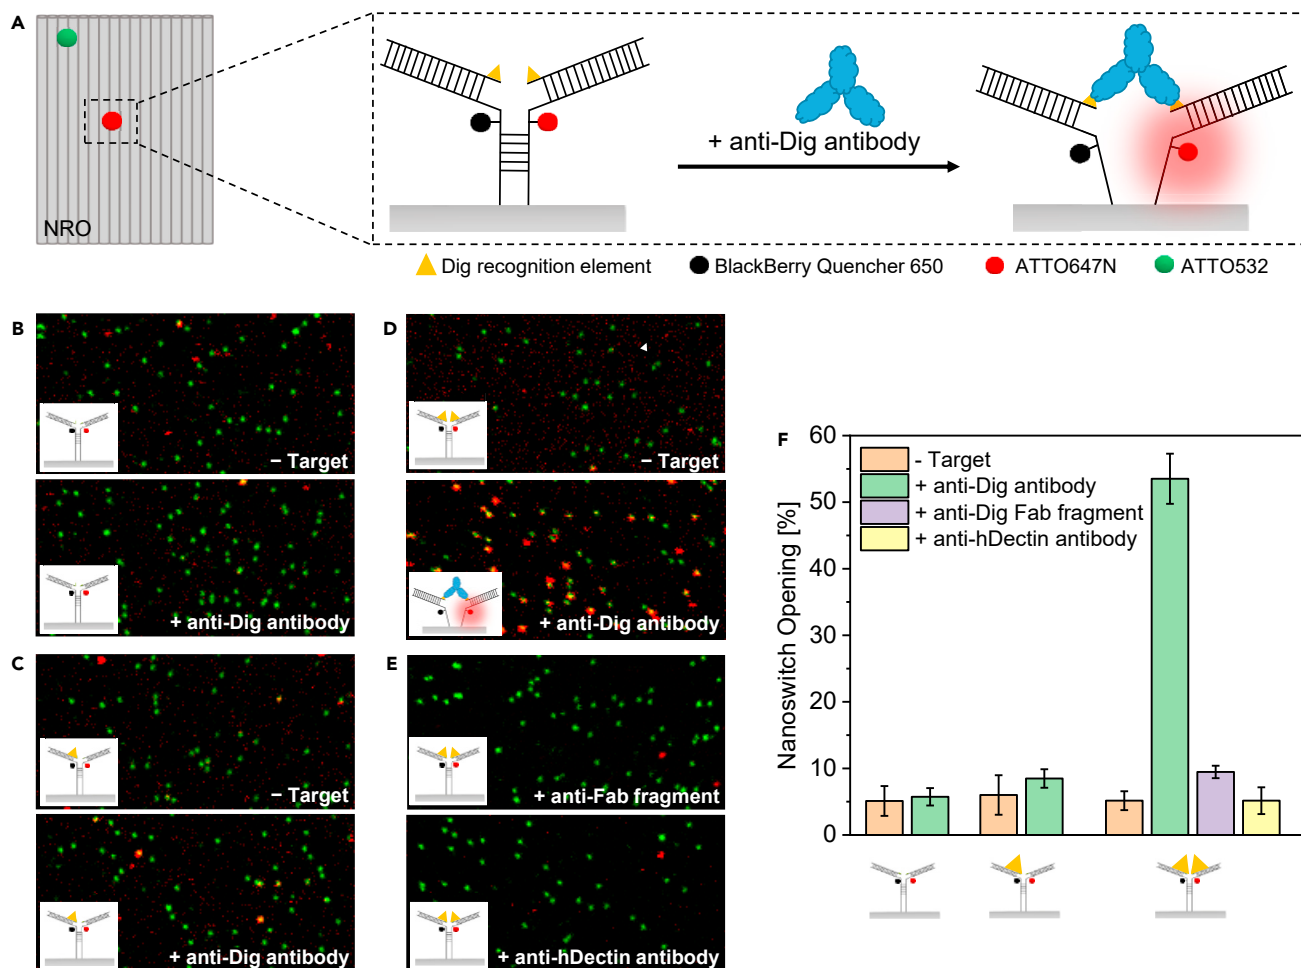 A
NRO
+ anti-Dig antibody
Dig recognition element
BlackBerry Quencher 650
ATTO647N
ATTO532
B
− Target
+ anti-Dig antibody
C
− Target
+ anti-Dig antibody
D
− Target
+ anti-Dig antibody
E
+ anti-Fab fragment
+ anti-hDectin antibody
F
Nanoswitch Opening [%]
60
50
40
30
20
10
0
- Target
+ anti-Dig antibody
+ anti-Dig Fab fragment
+ anti-hDectin antibody